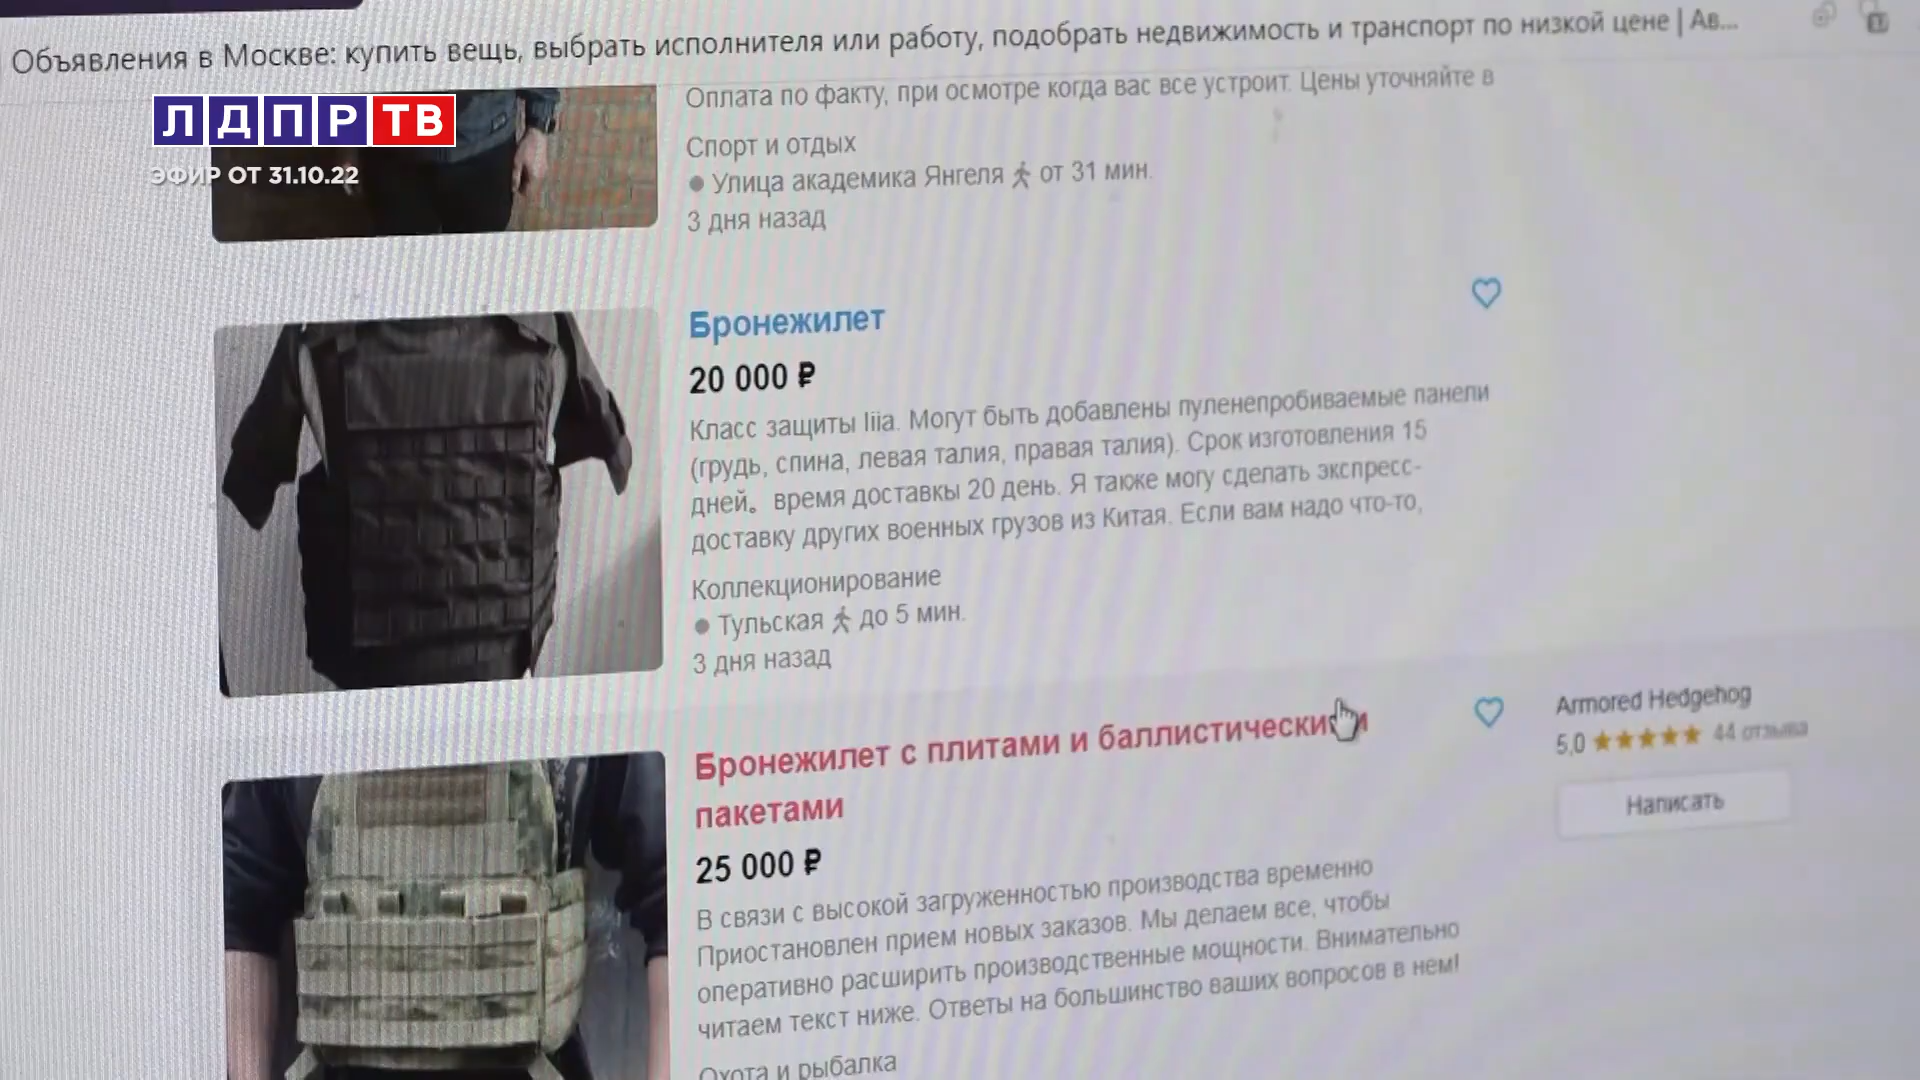 Объявления в Москве: купить вещь, выбрать исполнителя или работу, подобрать недвижимость и транспорт по низкой цене | Ав...
ЛДПР ТВ
ЭФИР ОТ 31.10.22
Оплата по факту, при осмотре когда вас все устроит. Цены уточняйте в
Спорт и отдых
Улица академика Янгеля от 31 мин.
3 дня назад
Бронежилет
20 000 ₽
Класс защиты Iiia. Могут быть добавлены пуленепробиваемые панели
(грудь, спина, левая талия, правая талия). Срок изготовления 15
дней。 время доставкы 20 день. Я также могу сделать экспресс-
доставку других военных грузов из Китая. Если вам надо что-то,
Коллекционирование
Тульская до 5 мин.
3 дня назад
Бронежилет с плитами и баллистическими
пакетами
25 000 ₽
В связи с высокой загруженностью производства временно
Приостановлен прием новых заказов. Мы делаем все, чтобы
оперативно расширить производственные мощности. Внимательно
читаем текст ниже. Ответы на большинство ваших вопросов в нем!
Охота и рыбалка
Armored Hedgehog
5,0 ★★★★★ 44 отзыва
Написать